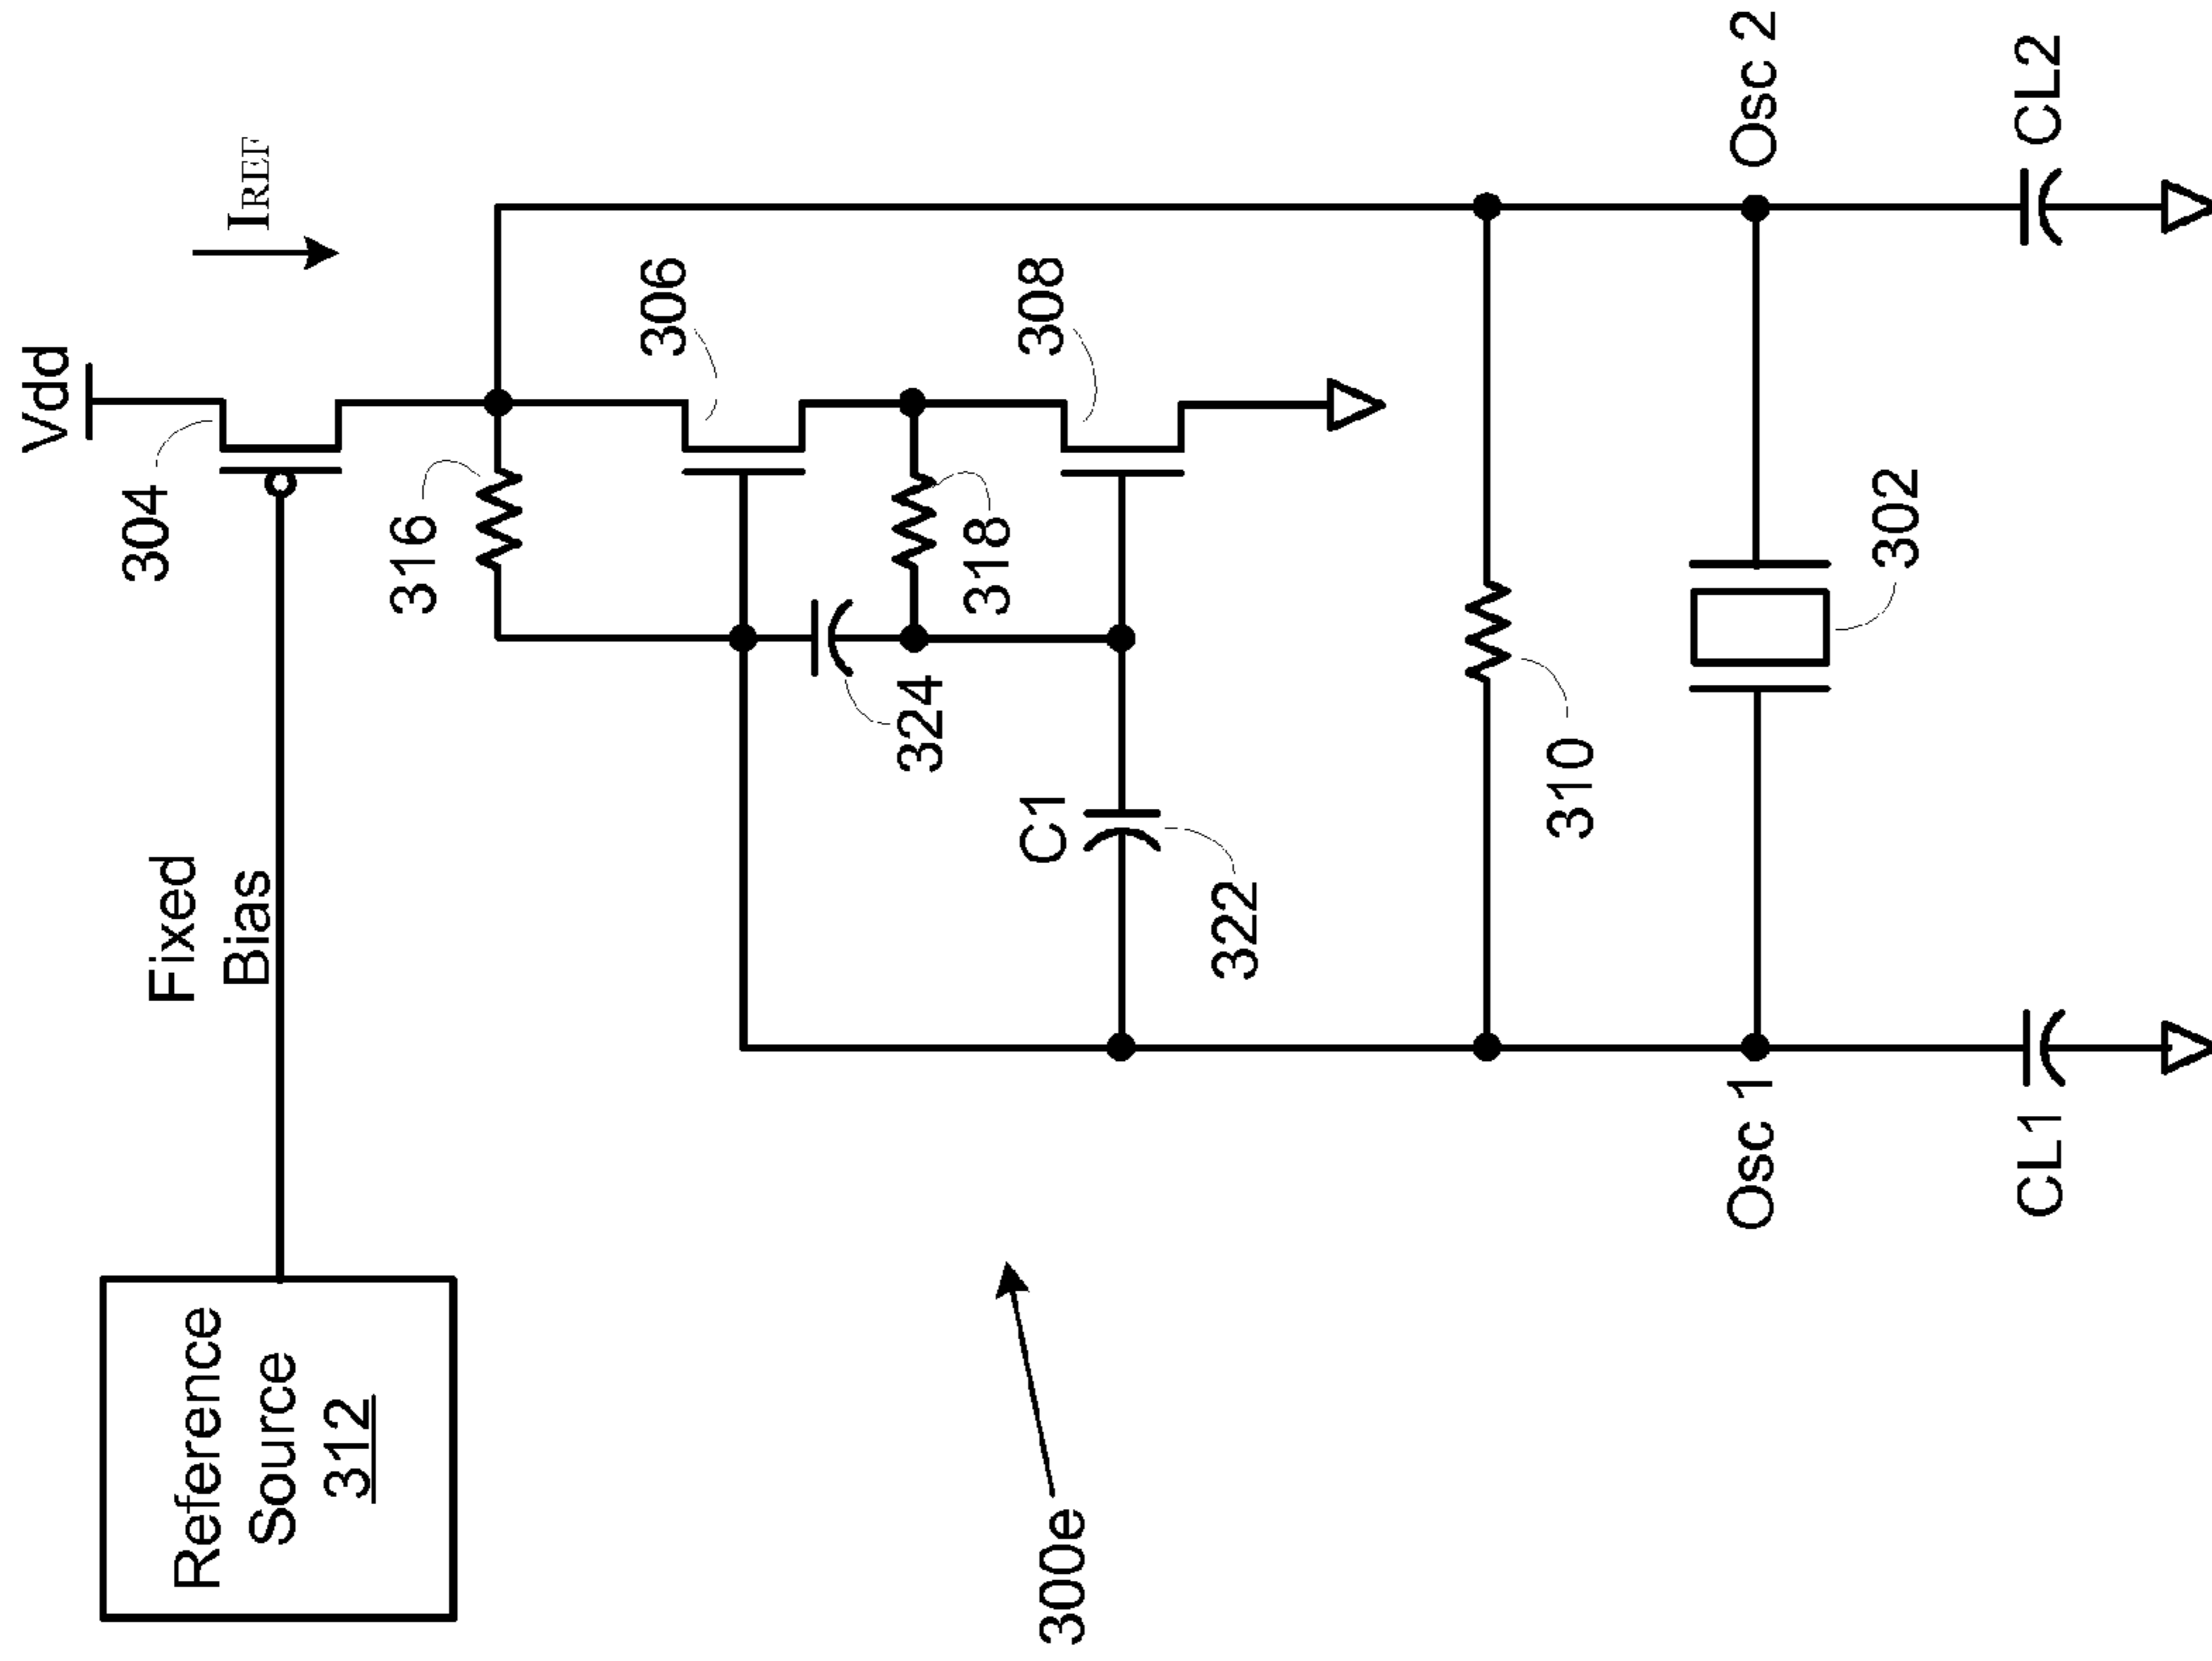 Vdd
304
I REF
Fixed
Bias
Reference
Source
312
316
306
318
308
324
C1
322
310
302
300e
Osc 1
Osc 2
CL1
CL2